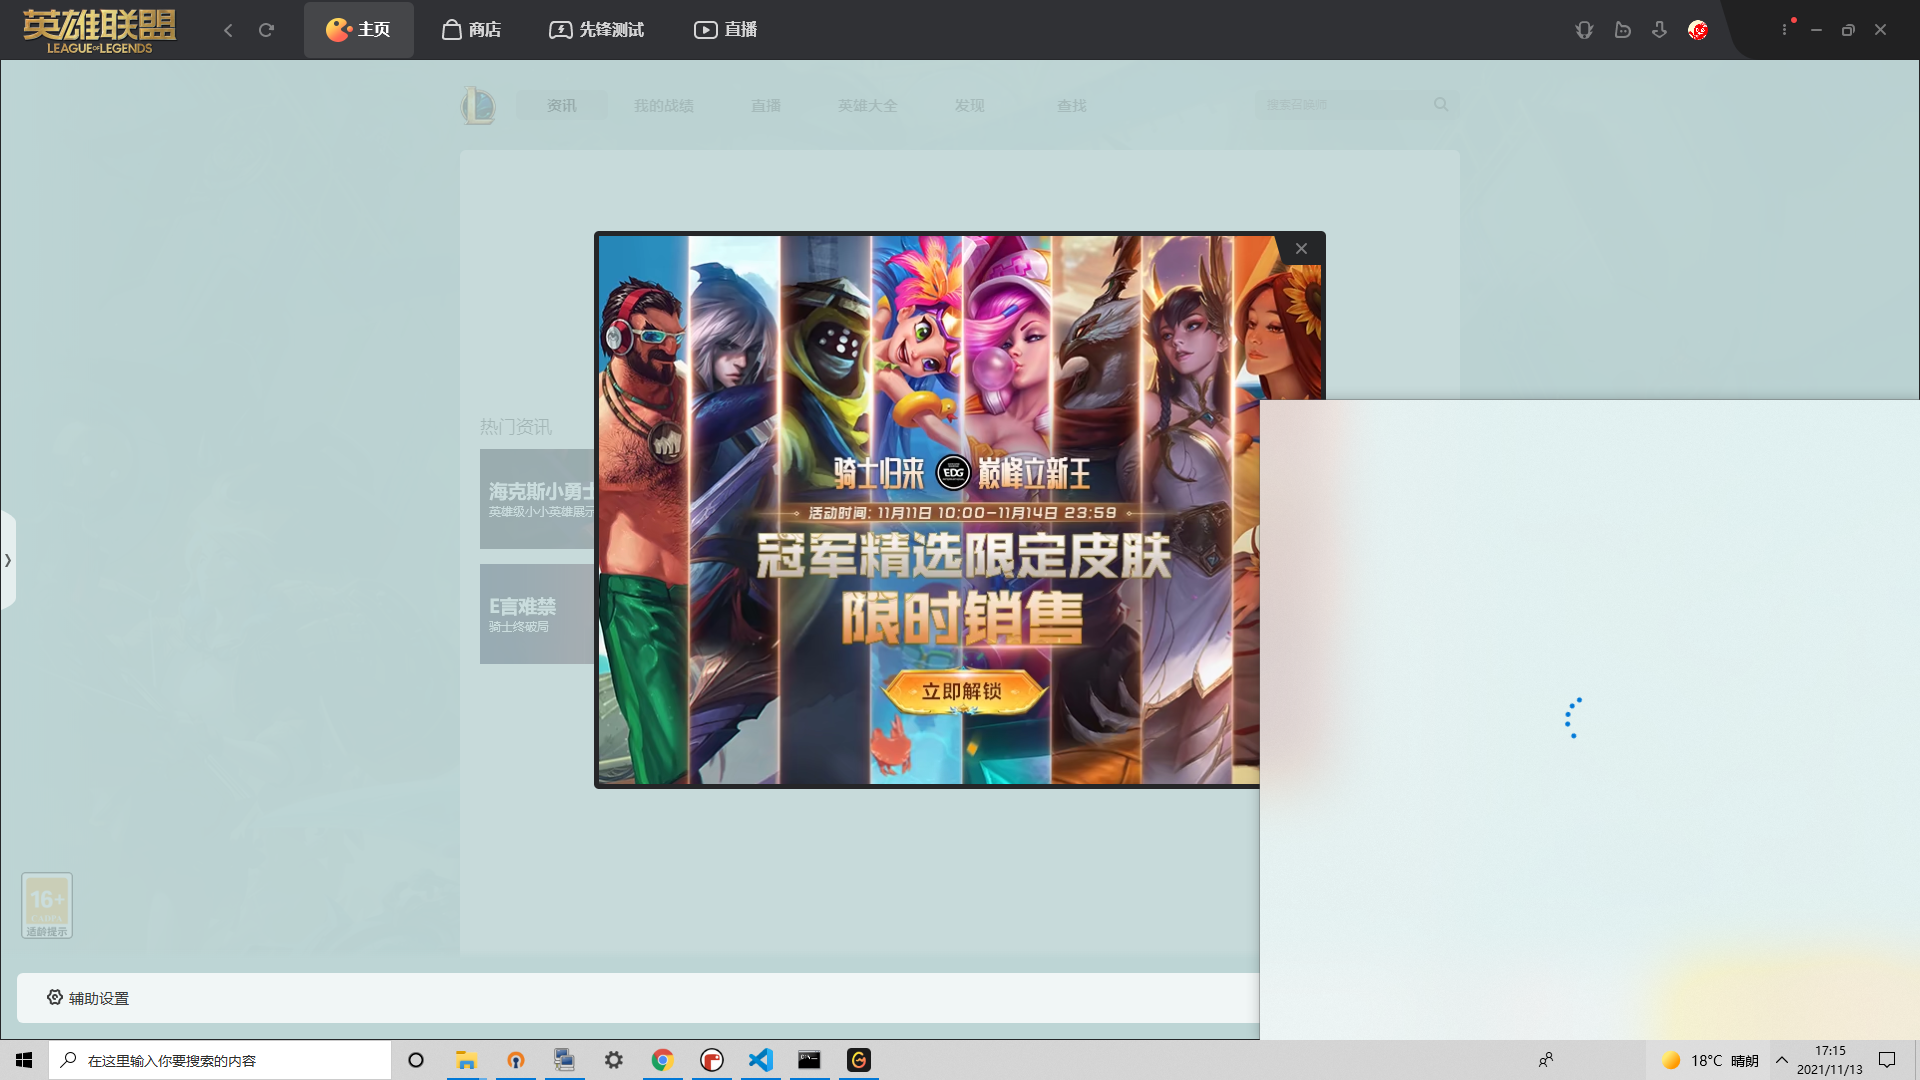 英雄联盟
LEAGUE OF LEGENDS
主页
商店
先锋测试
直播
资讯
我的战绩
直播
英雄大全
发现
查找
搜索召唤师
热门资讯
海克斯小勇士
英雄级小小英雄展示
E言难禁
骑士终破局
骑士归来 EDG 巅峰立新王
活动时间: 11月11日 10:00-11月14日 23:59
冠军精选限定皮肤
限时销售
立即解锁
16+
CADPA
适龄提示
辅助设置
在这里输入你要搜索的内容
18°C 晴朗
17:15
2021/11/13